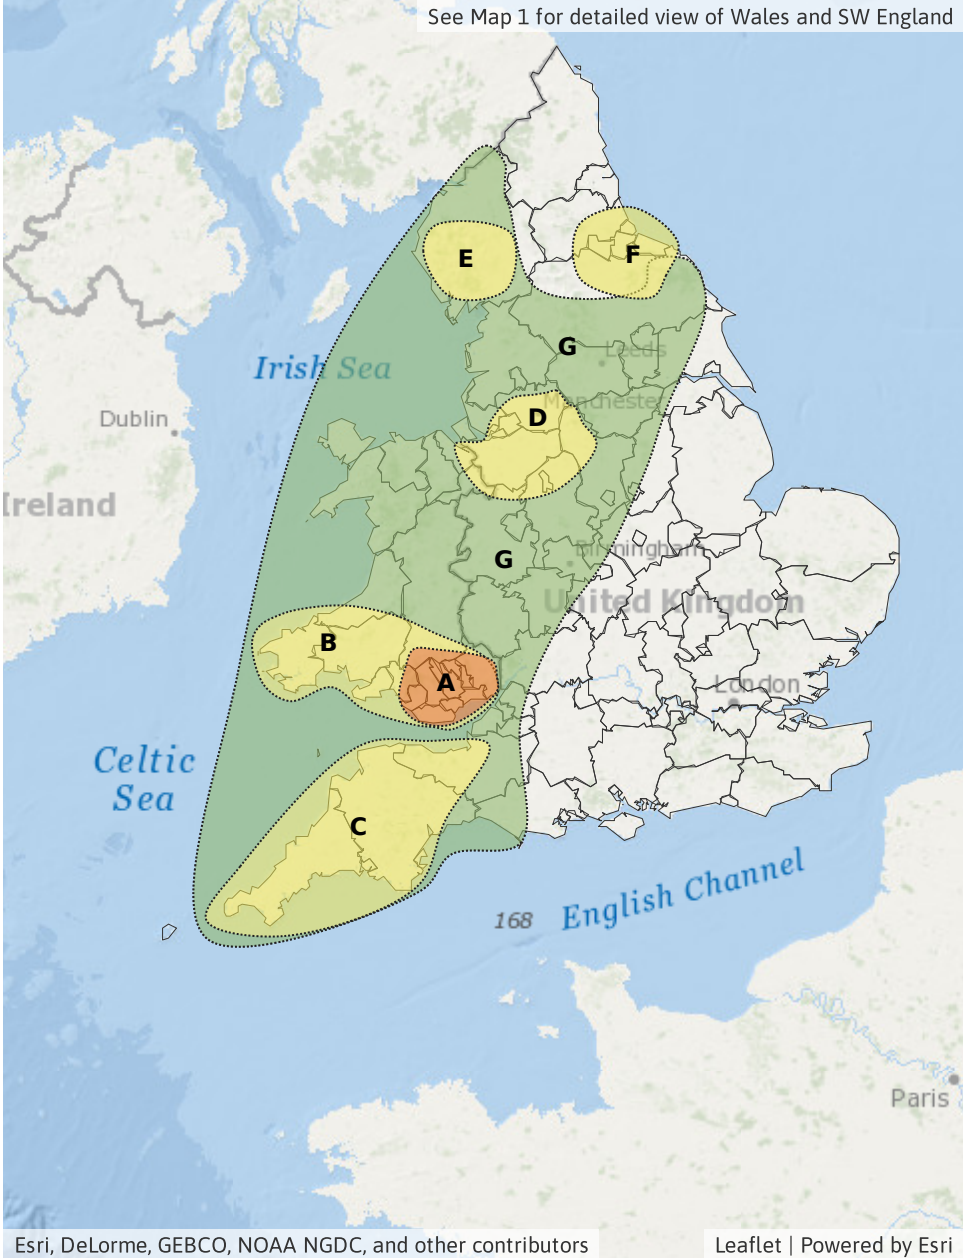 See Map 1 for detailed view of Wales and SW England
E
F
G
Leeds
Irish Sea
Manchester
D
Dublin
Ireland
G
Birmingham
United Kingdom
B
A
London
Celtic
Sea
C
English Channel
168
Paris
Esri, DeLorme, GEBCO, NOAA NGDC, and other contributors
Leaflet | Powered by Esri